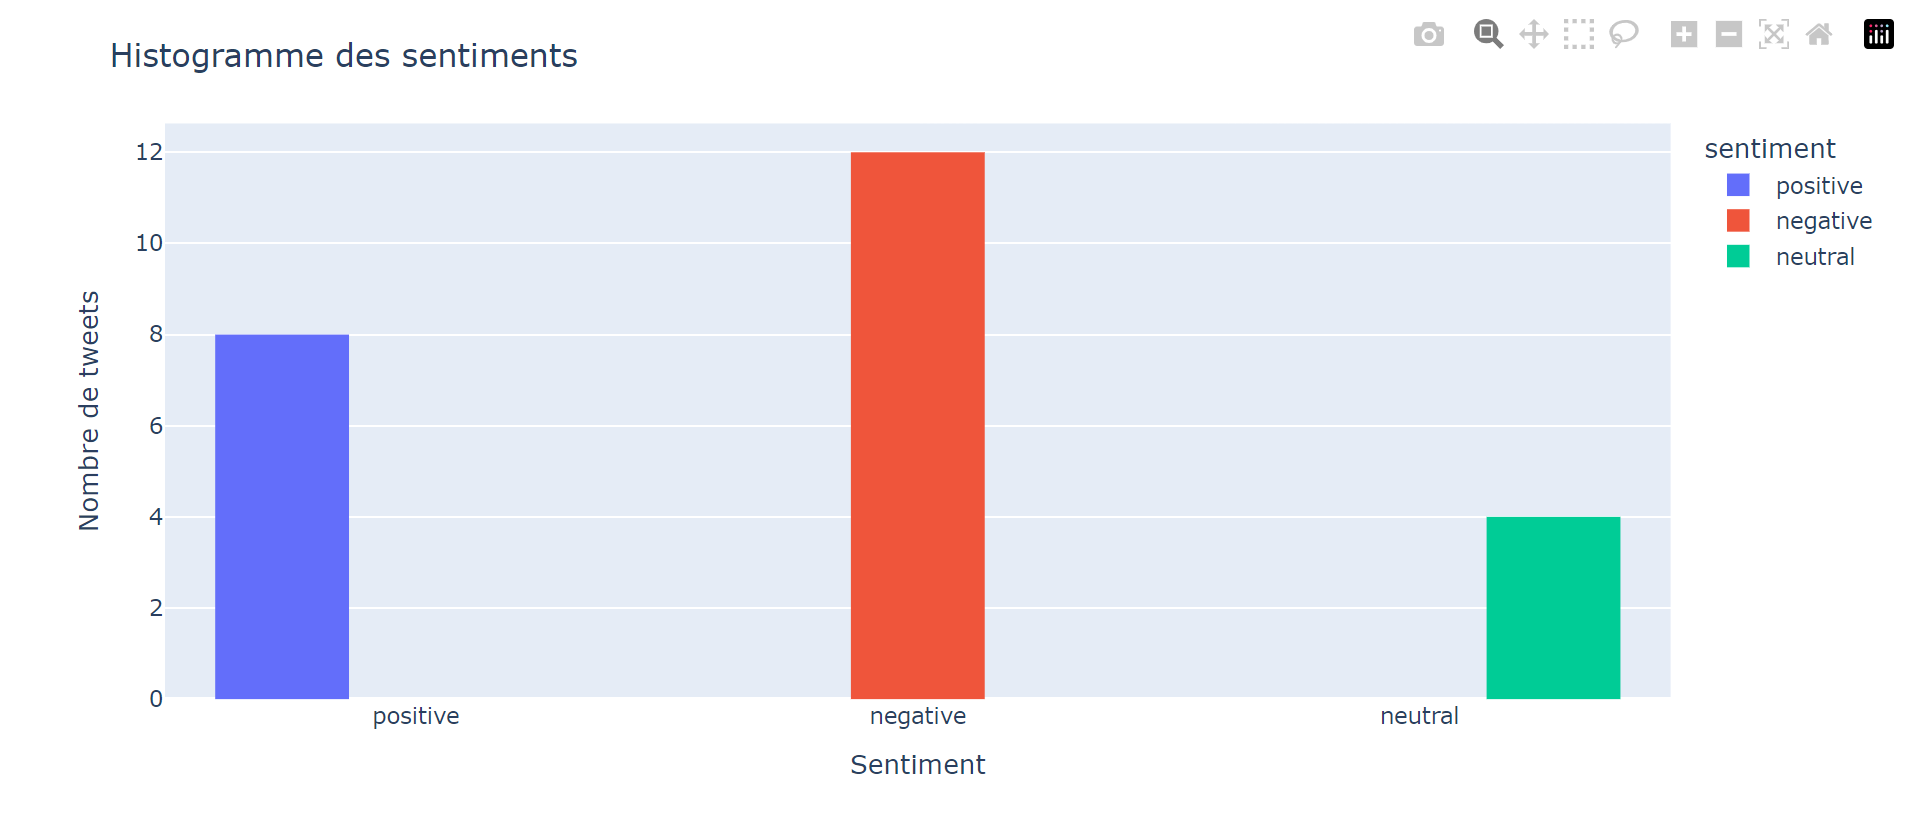 Histogramme des sentiments
12
10
8
6
4
2
0
Nombre de tweets
positive
negative
neutral
Sentiment
sentiment
positive
negative
neutral